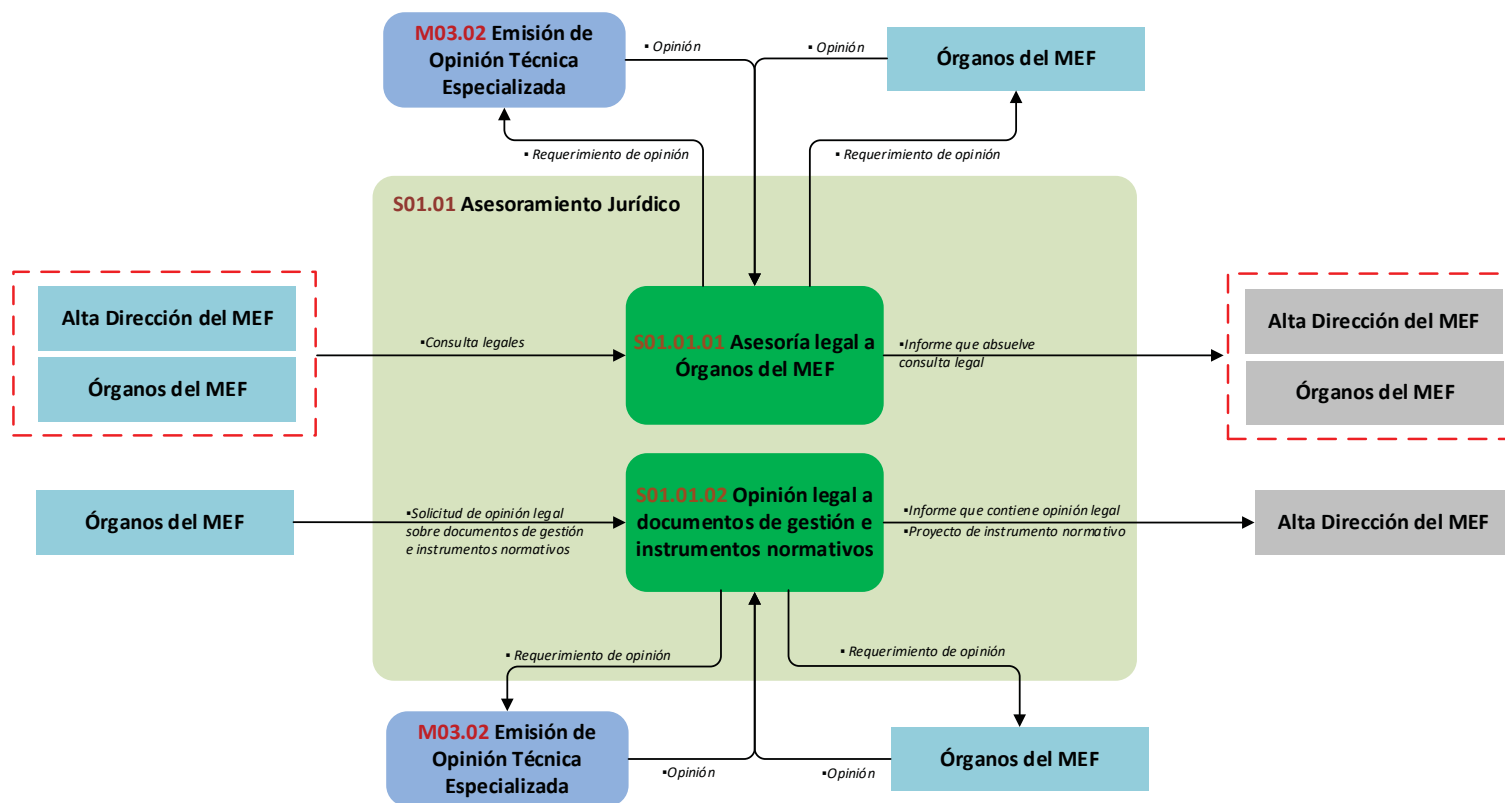 M03.02 Emisión de
Opinión Técnica
Especializada
▪ Opinión
▪ Opinión
Órganos del MEF
▪ Requerimiento de opinión
▪ Requerimiento de opinión
S01.01 Asesoramiento Jurídico
Alta Dirección del MEF
Órganos del MEF
▪Consulta legales
S01.01.01 Asesoría legal a
Órganos del MEF
▪Informe que absuelve
consulta legal
Alta Dirección del MEF
Órganos del MEF
Órganos del MEF
▪Solicitud de opinión legal
sobre documentos de gestión
e instrumentos normativos
S01.01.02 Opinión legal a
documentos de gestión e
instrumentos normativos
▪Informe que contiene opinión legal
▪Proyecto de instrumento normativo
Alta Dirección del MEF
▪ Requerimiento de opinión
▪ Requerimiento de opinión
M03.02 Emisión de
Opinión Técnica
Especializada
▪Opinión
▪Opinión
Órganos del MEF